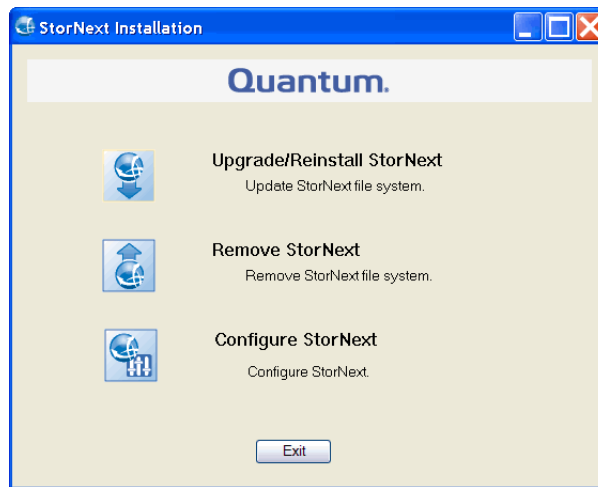 StorNext Installation
Quantum.
Upgrade/Reinstall StorNext
Update StorNext file system.
Remove StorNext
Remove StorNext file system.
Configure StorNext
Configure StorNext.
Exit